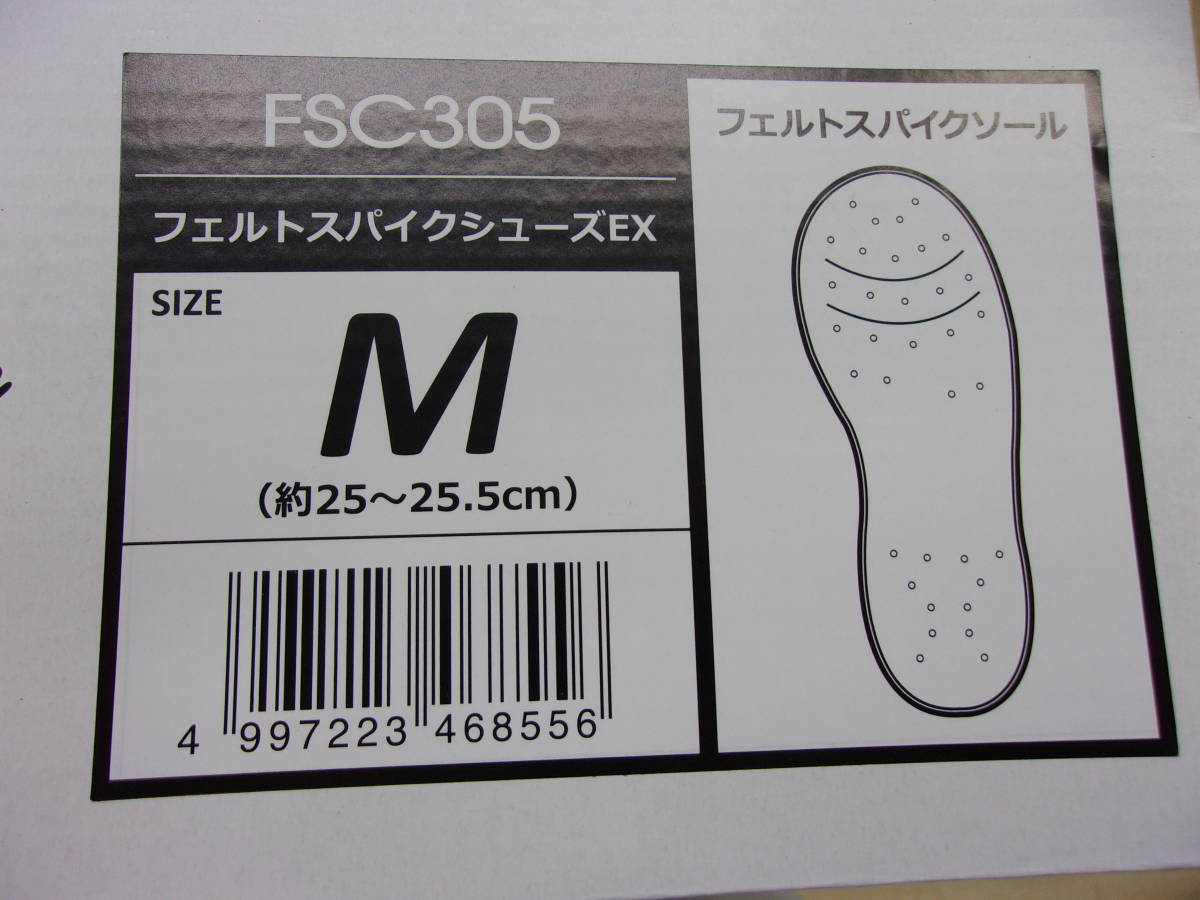 FSC305
フェルトスパイクシューズEX
SIZE
M
（約25～25.5cm）
4 997223 468556
フェルトスパイクソール